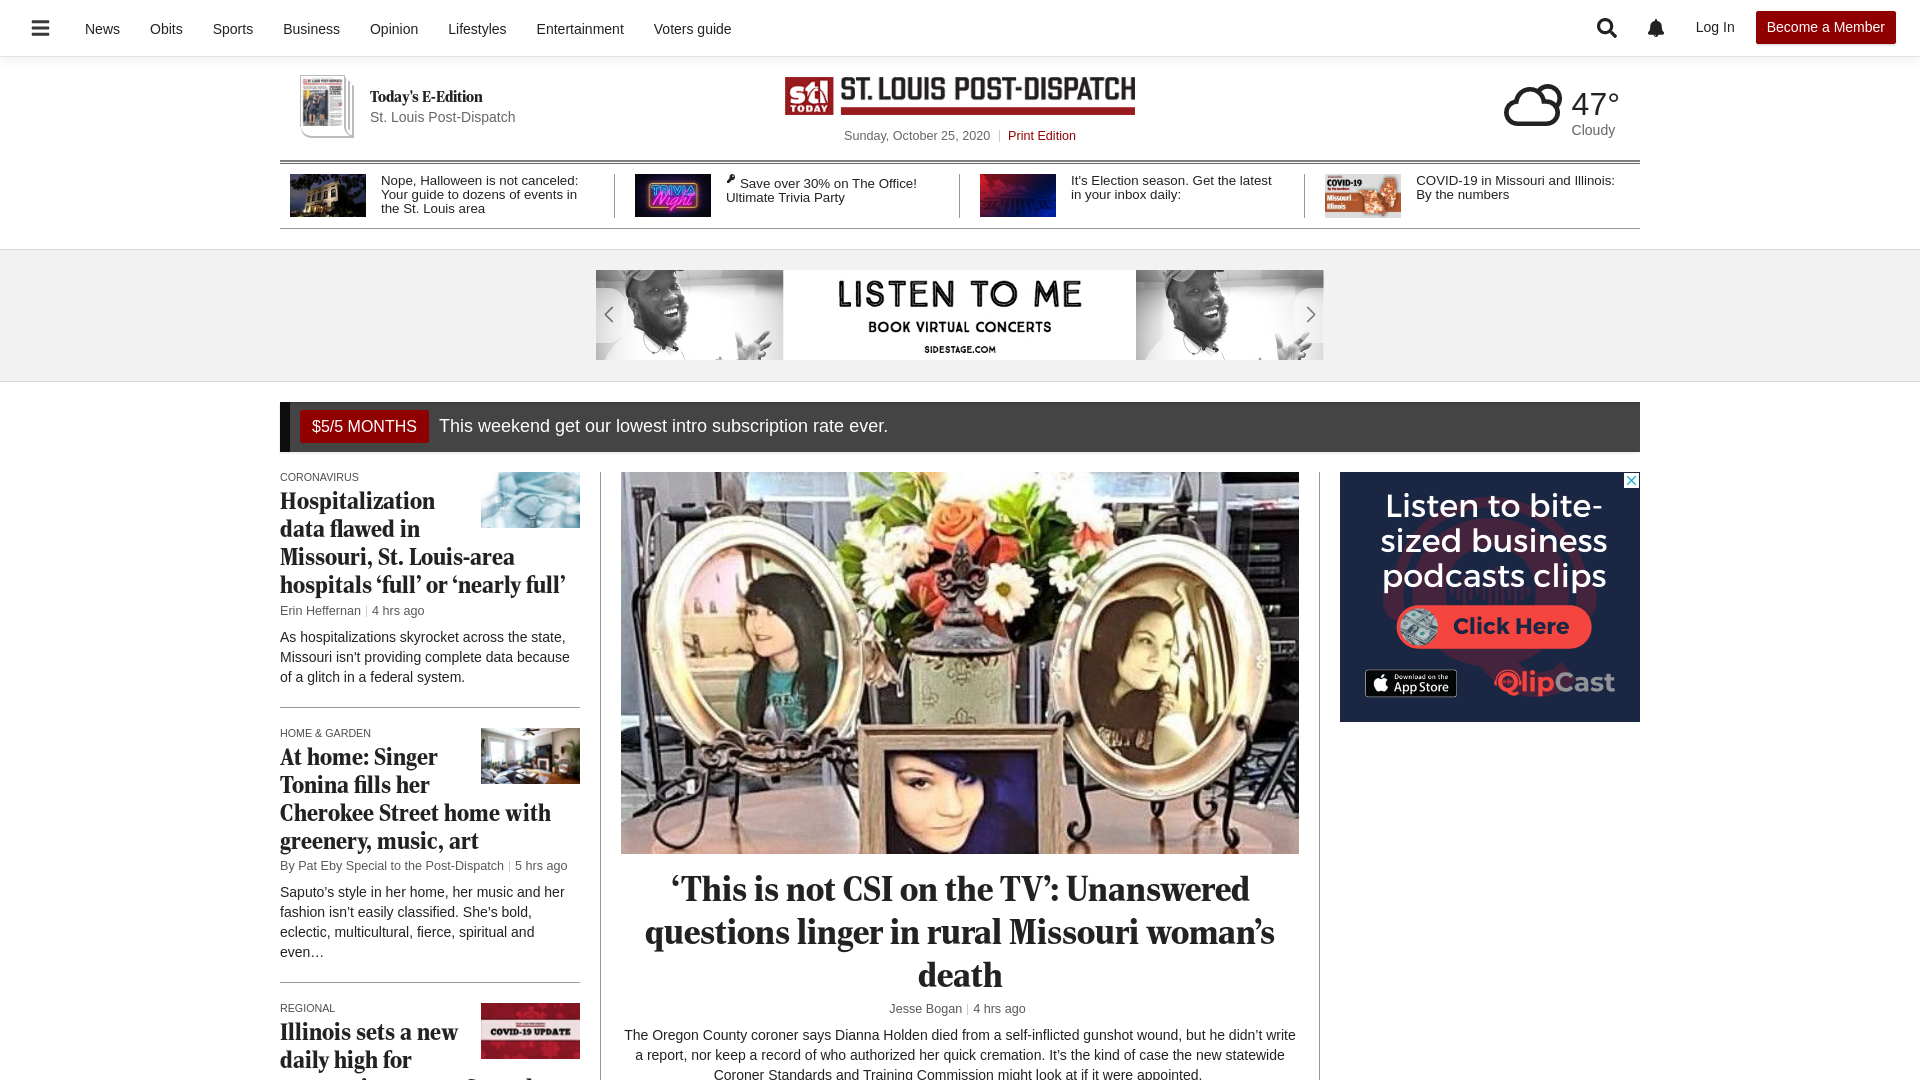 News
Obits
Sports
Business
Opinion
Lifestyles
Entertainment
Voters guide
Log In
Become a Member
Today's E-Edition
St. Louis Post-Dispatch
stl
TODAY
ST. LOUIS POST-DISPATCH
Sunday, October 25, 2020
Print Edition
47°
Cloudy
Nope, Halloween is not canceled:
Your guide to dozens of events in
the St. Louis area
TRIVIA
Night
Save over 30% on The Office!
Ultimate Trivia Party
It's Election season. Get the latest
in your inbox daily:
COVID-19
Missouri
Illinois
COVID-19 in Missouri and Illinois:
By the numbers
LISTEN TO ME
BOOK VIRTUAL CONCERTS
SIDESTAGE.COM
$5/5 MONTHS
This weekend get our lowest intro subscription rate ever.
CORONAVIRUS
Hospitalization
data flawed in
Missouri, St. Louis-area
hospitals ‘full’ or ‘nearly full’
Erin Heffernan
4 hrs ago
As hospitalizations skyrocket across the state,
Missouri isn't providing complete data because
of a glitch in a federal system.
HOME & GARDEN
At home: Singer
Tonina fills her
Cherokee Street home with
greenery, music, art
By Pat Eby Special to the Post-Dispatch
5 hrs ago
Saputo’s style in her home, her music and her
fashion isn’t easily classified. She’s bold,
eclectic, multicultural, fierce, spiritual and
even…
REGIONAL
Illinois sets a new
daily high for
COVID-19 UPDATE
‘This is not CSI on the TV’: Unanswered
questions linger in rural Missouri woman’s
death
Jesse Bogan
4 hrs ago
The Oregon County coroner says Dianna Holden died from a self-inflicted gunshot wound, but he didn’t write
a report, nor keep a record of who authorized her quick cremation. It’s the kind of case the new statewide
Coroner Standards and Training Commission might look at if it were appointed.
Listen to bite-
sized business
podcasts clips
Click Here
Download on the
App Store
QlipCast